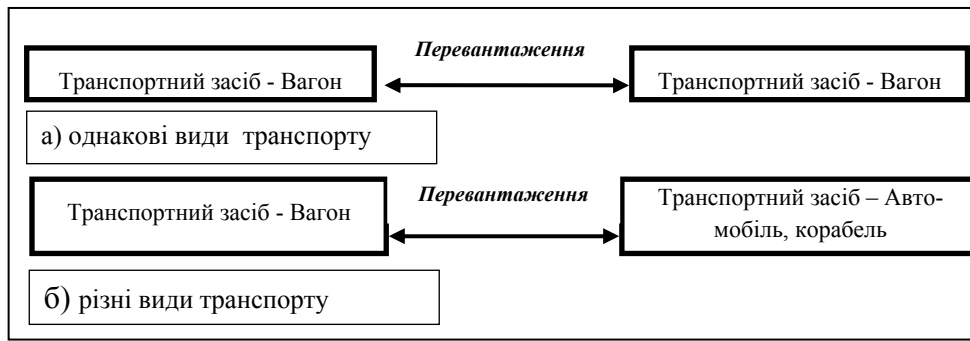 Перевантаження
Транспортний засіб - Вагон
Транспортний засіб - Вагон
а) однакові види транспорту
Перевантаження
Транспортний засіб - Вагон
Транспортний засіб – Авто-
мобіль, корабель
б) різні види транспорту